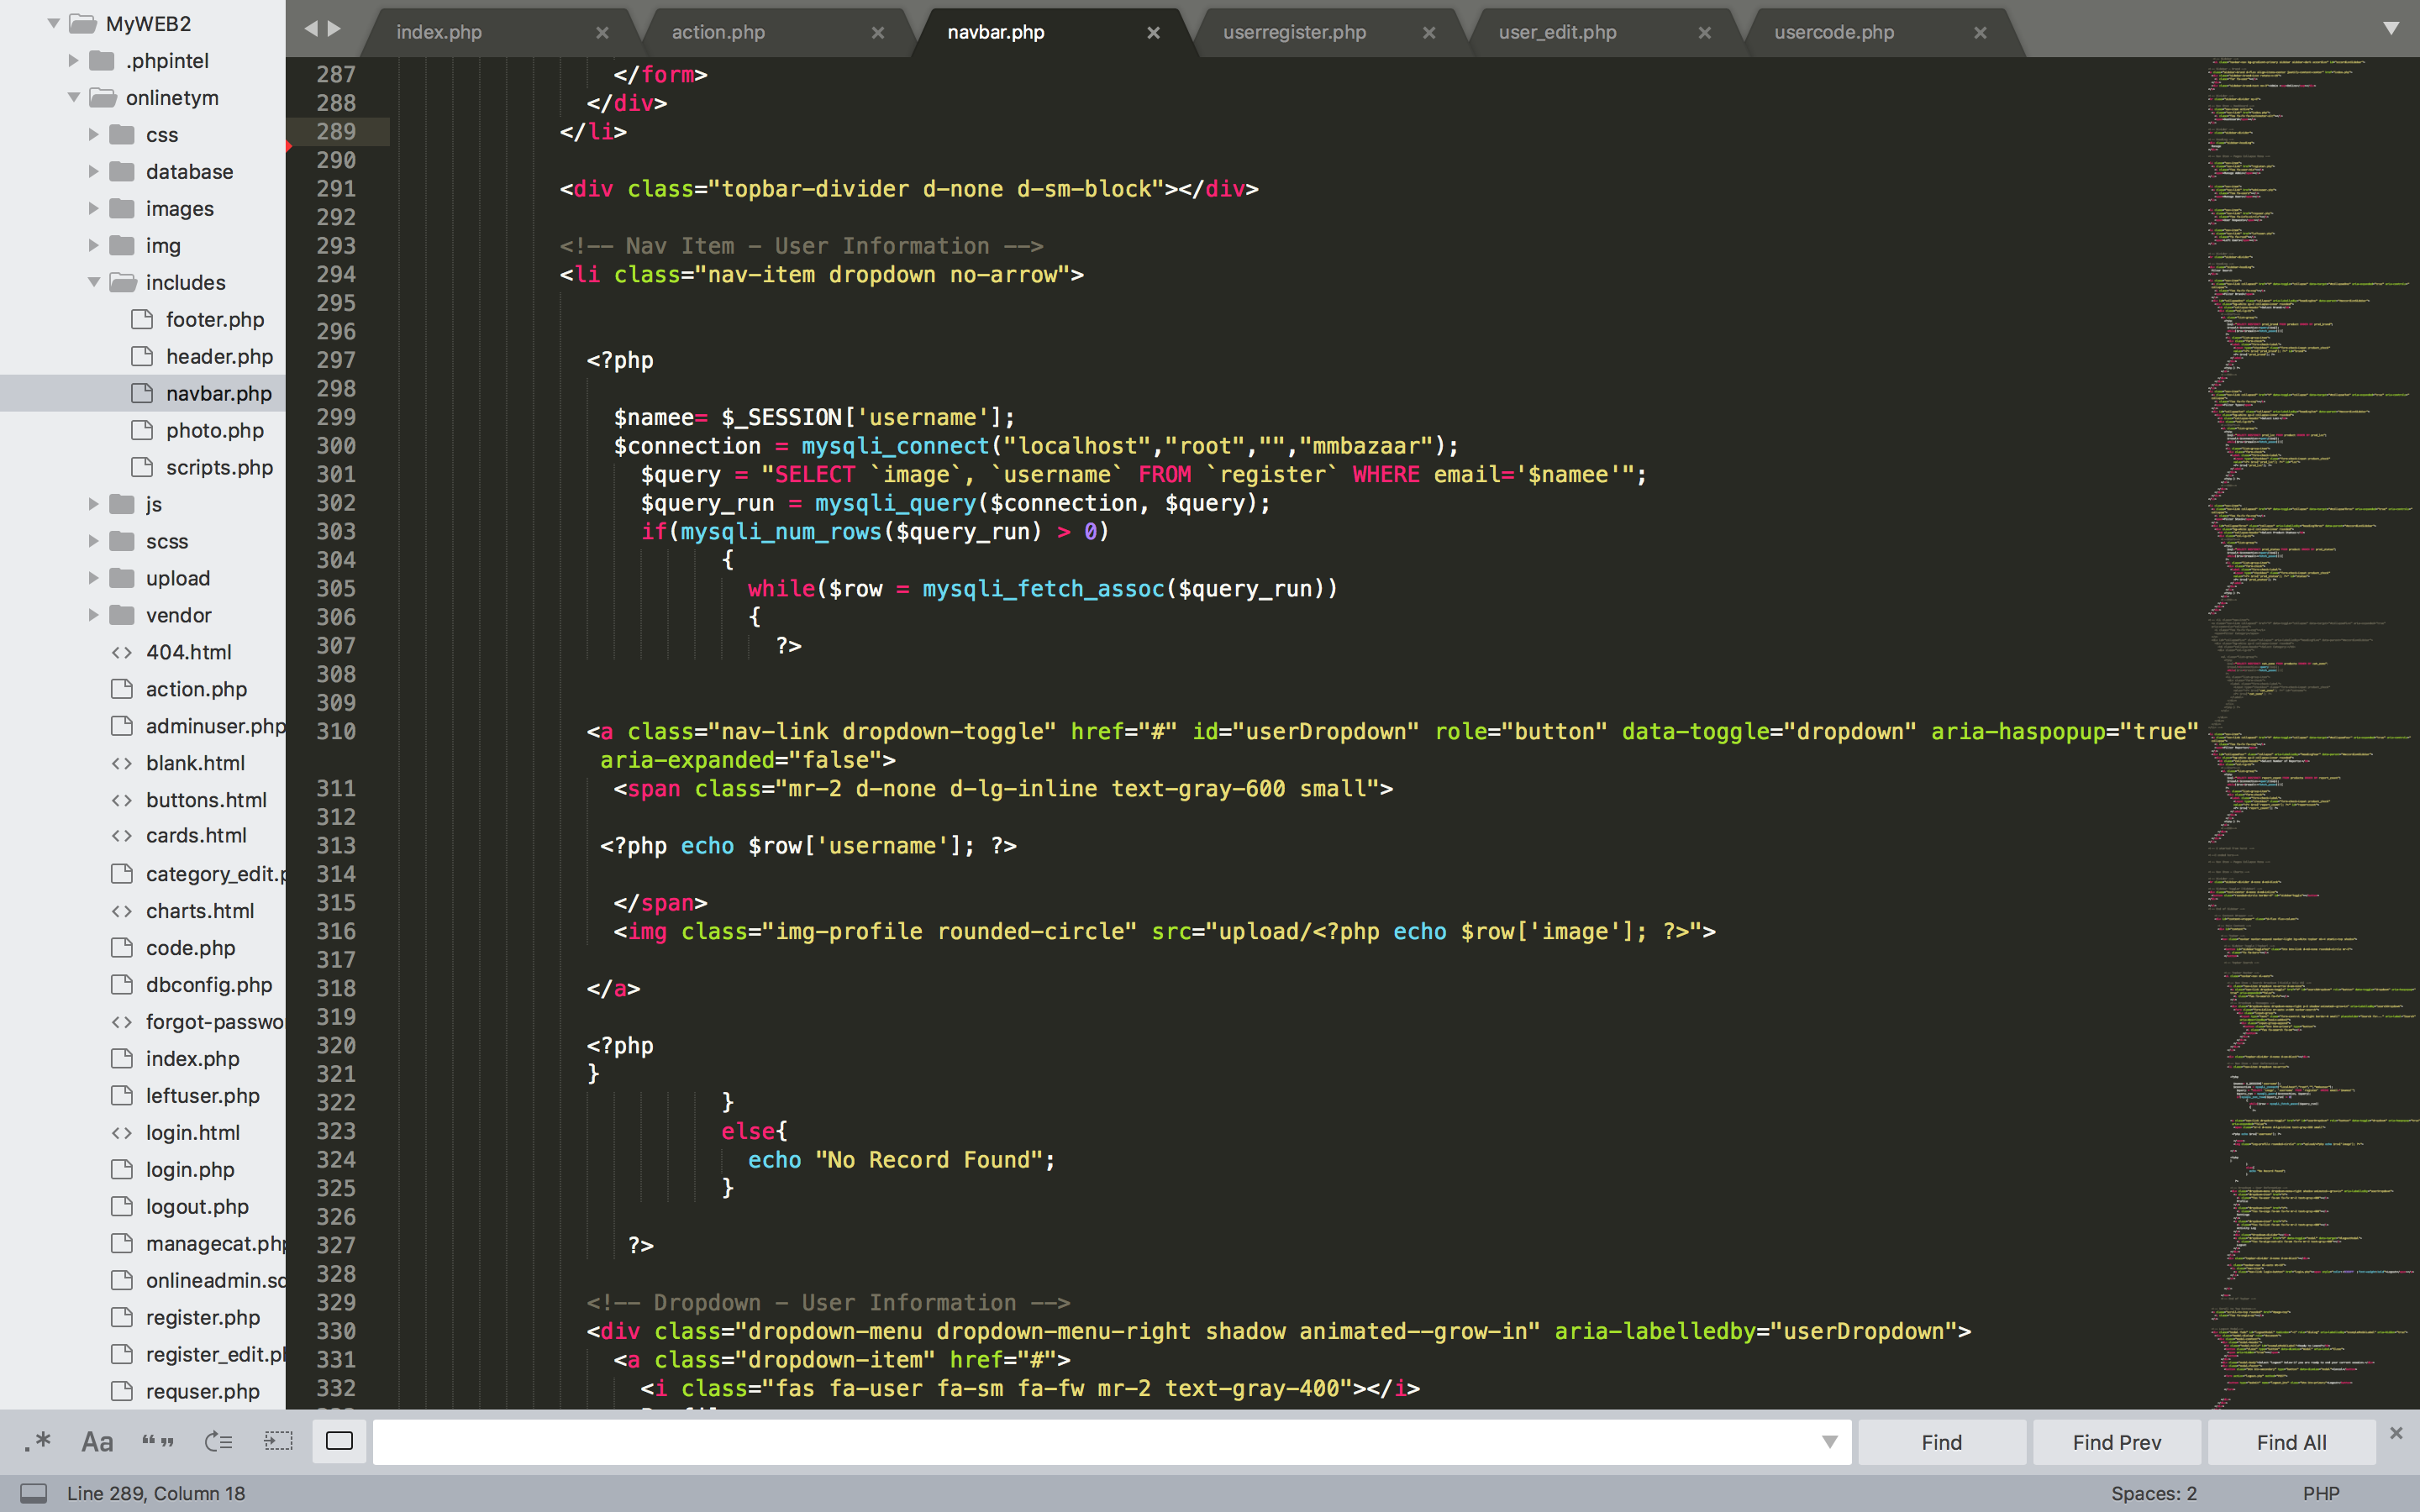 MyWEB2
.phpintel
onlinetym
css
database
images
img
includes
footer.php
header.php
navbar.php
photo.php
scripts.php
js
scss
upload
vendor
404.html
action.php
adminuser.php
blank.html
buttons.html
cards.html
category_edit.p
charts.html
code.php
dbconfig.php
forgot-passwo
index.php
leftuser.php
login.html
login.php
logout.php
managecat.php
onlineadmin.sq
register.php
register_edit.pl
requser.php
index.php × action.php × navbar.php × userregister.php × user_edit.php × usercode.php ×
287 </form>
288 </div>
289 </li>
290
291 <div class="topbar-divider d-none d-sm-block"></div>
292
293 <!-- Nav Item - User Information -->
294 <li class="nav-item dropdown no-arrow">
295
296
297 <?php
298
299 $namee= $_SESSION['username'];
300 $connection = mysqli_connect("localhost","root","","mmbazaar");
301 $query = "SELECT `image`, `username` FROM `register` WHERE email='$namee'";
302 $query_run = mysqli_query($connection, $query);
303 if(mysqli_num_rows($query_run) > 0)
304 {
305 while($row = mysqli_fetch_assoc($query_run))
306 {
307 ?>
308
309
310 <a class="nav-link dropdown-toggle" href="#" id="userDropdown" role="button" data-toggle="dropdown" aria-haspopup="true"
aria-expanded="false">
311 <span class="mr-2 d-none d-lg-inline text-gray-600 small">
312
313 <?php echo $row['username']; ?>
314
315 </span>
316 <img class="img-profile rounded-circle" src="upload/<?php echo $row['image']; ?>">
317
318 </a>
319
320 <?php
321 }
322 }
323 else{
324 echo "No Record Found";
325 }
326
327 ?>
328
329 <!-- Dropdown - User Information -->
330 <div class="dropdown-menu dropdown-menu-right shadow animated--grow-in" aria-labelledby="userDropdown">
331 <a class="dropdown-item" href="#">
332 <i class="fas fa-user fa-sm fa-fw mr-2 text-gray-400"></i>
.* Aa “” Find Find Prev Find All ×
Line 289, Column 18 Spaces: 2 PHP